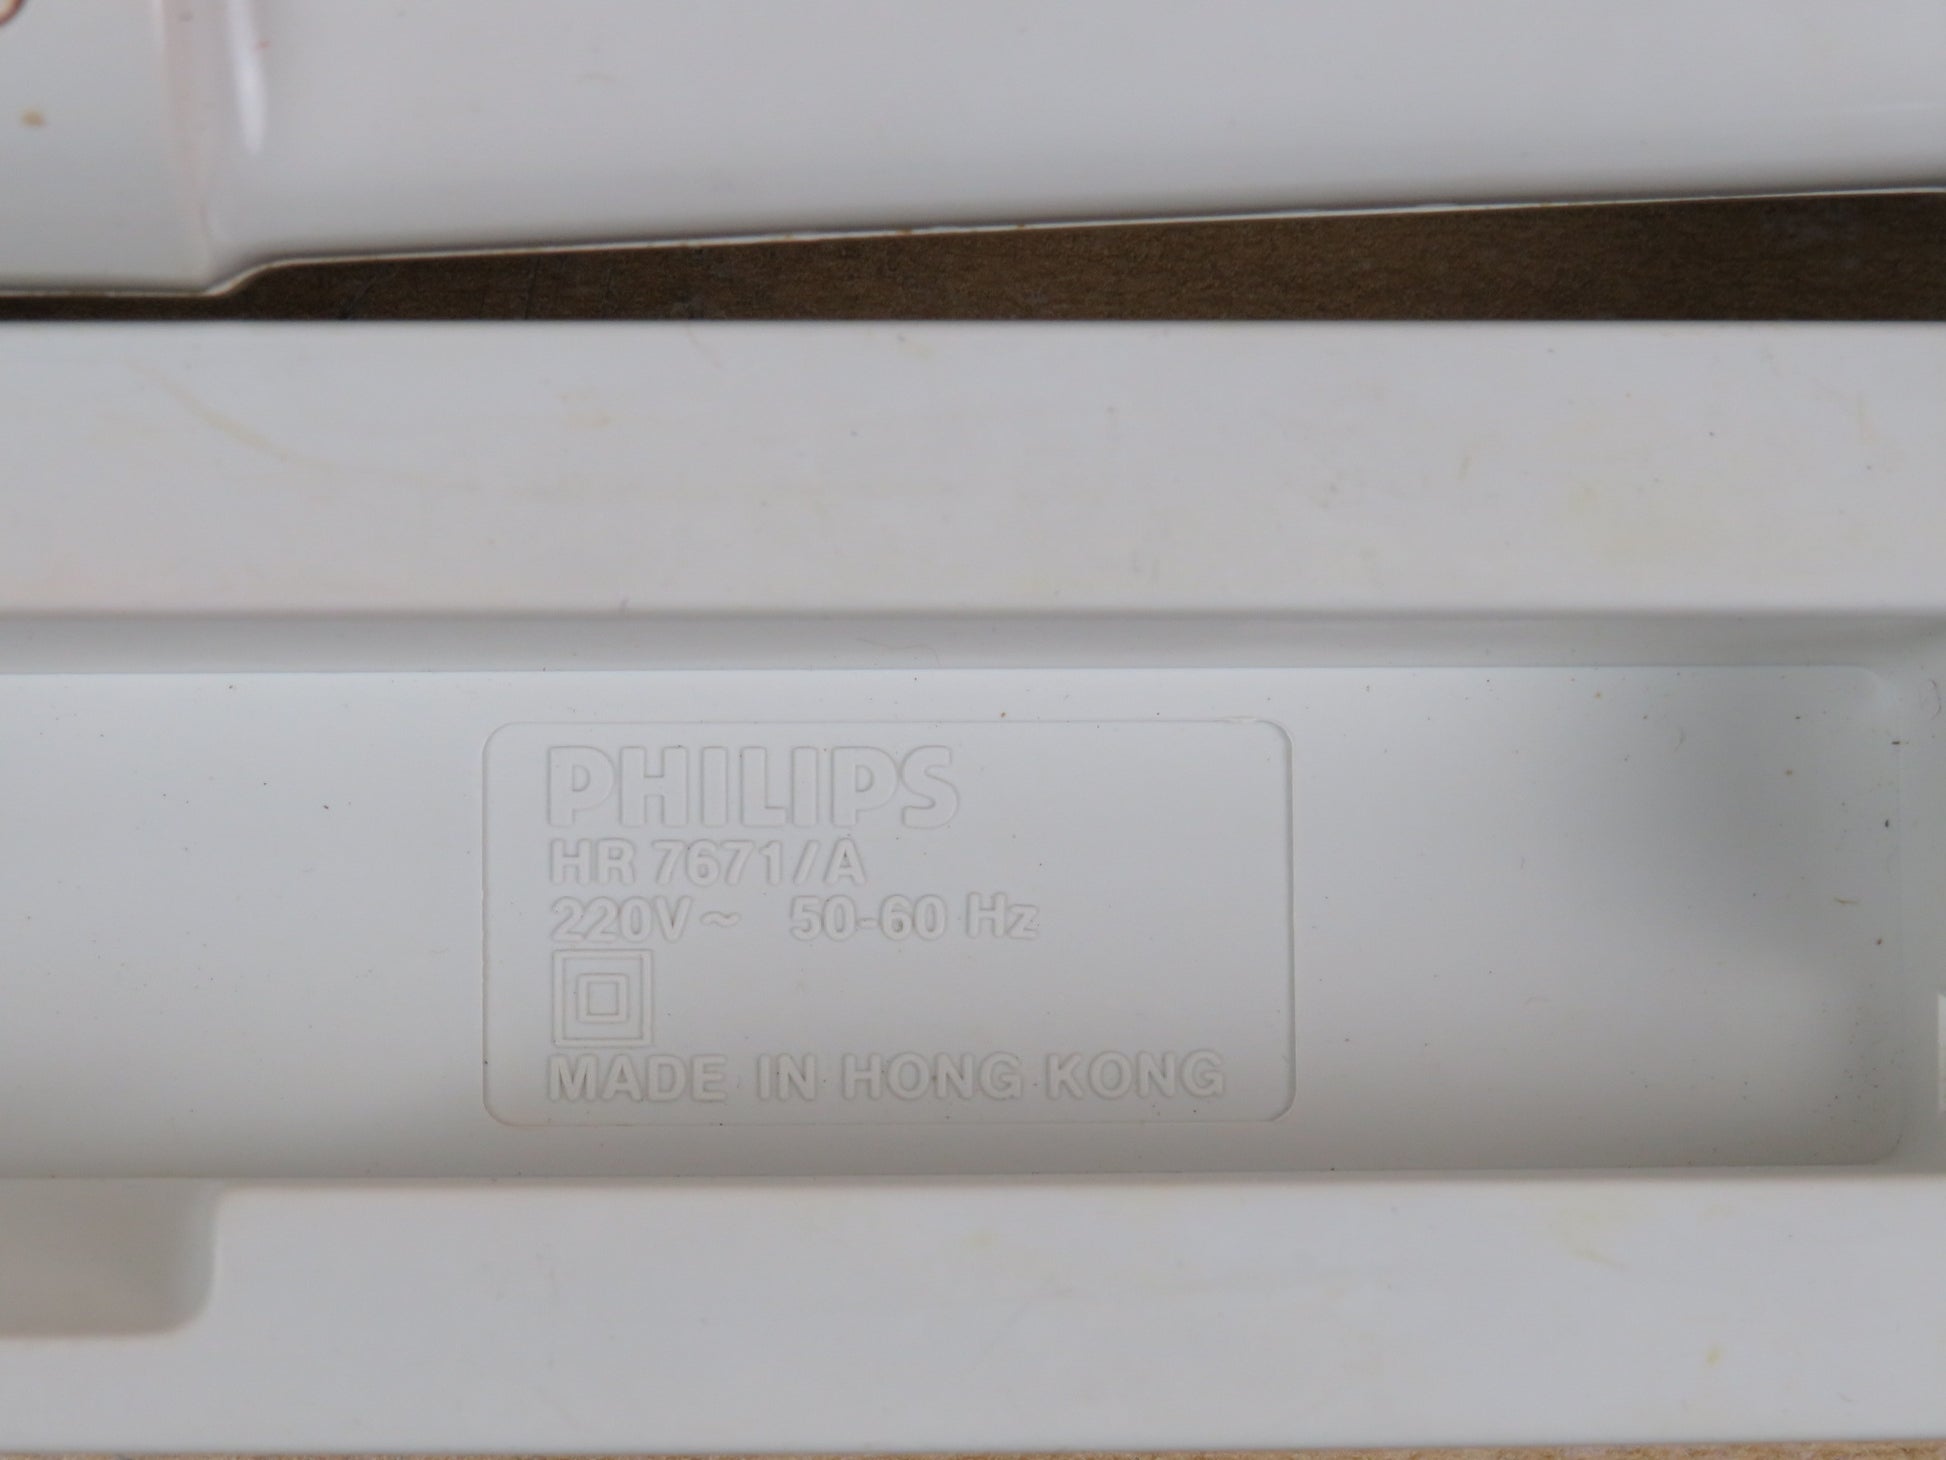 PHILIPS
HR 7671/A
220V~ 50-60 Hz
MADE IN HONG KONG